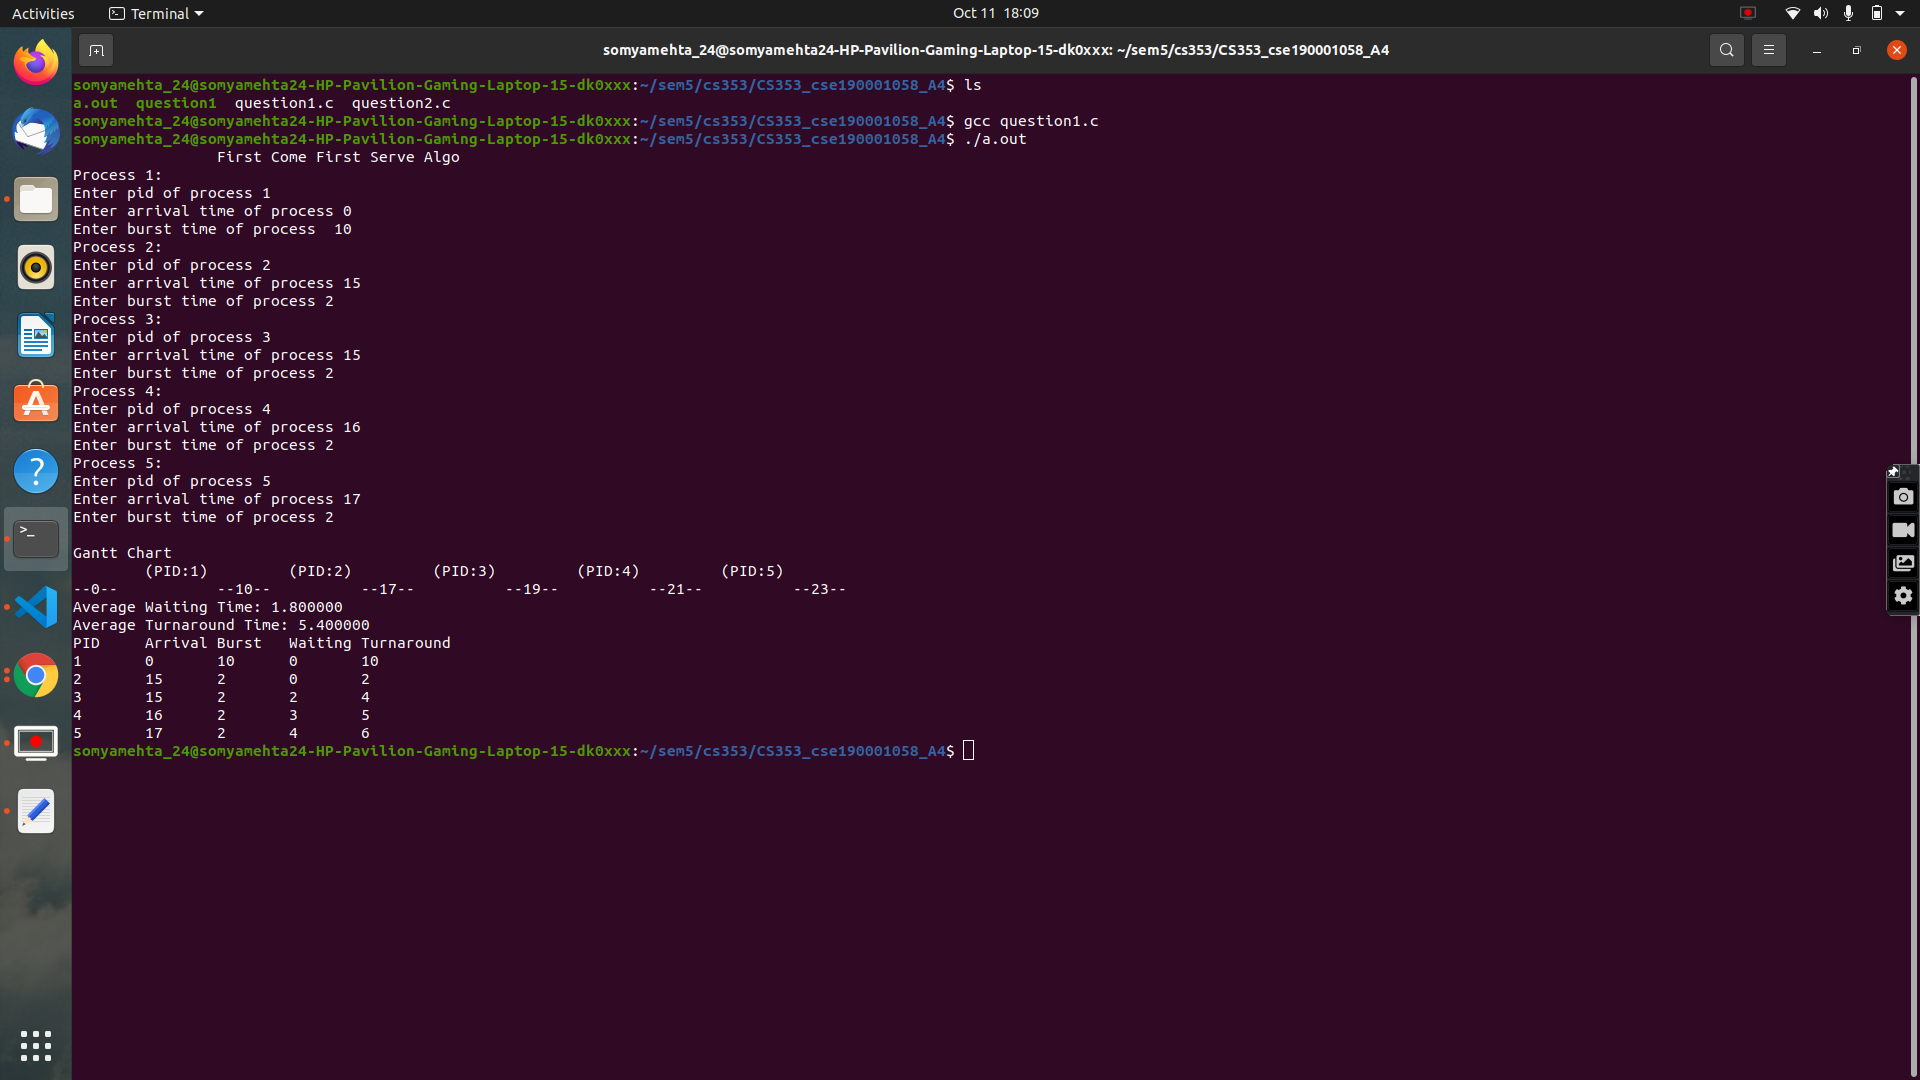 Activities Terminal Oct 11 18:09
somyamehta_24@somyamehta24-HP-Pavilion-Gaming-Laptop-15-dk0xxx: ~/sem5/cs353/CS353_cse190001058_A4
somyamehta_24@somyamehta24-HP-Pavilion-Gaming-Laptop-15-dk0xxx:~/sem5/cs353/CS353_cse190001058_A4$ ls
a.out  question1  question1.c  question2.c
somyamehta_24@somyamehta24-HP-Pavilion-Gaming-Laptop-15-dk0xxx:~/sem5/cs353/CS353_cse190001058_A4$ gcc question1.c
somyamehta_24@somyamehta24-HP-Pavilion-Gaming-Laptop-15-dk0xxx:~/sem5/cs353/CS353_cse190001058_A4$ ./a.out
                First Come First Serve Algo
Process 1:
Enter pid of process 1
Enter arrival time of process 0
Enter burst time of process  10
Process 2:
Enter pid of process 2
Enter arrival time of process 15
Enter burst time of process 2
Process 3:
Enter pid of process 3
Enter arrival time of process 15
Enter burst time of process 2
Process 4:
Enter pid of process 4
Enter arrival time of process 16
Enter burst time of process 2
Process 5:
Enter pid of process 5
Enter arrival time of process 17
Enter burst time of process 2

Gantt Chart
        (PID:1)         (PID:2)         (PID:3)         (PID:4)         (PID:5)
--0--           --10--          --17--          --19--          --21--          --23--
Average Waiting Time: 1.800000
Average Turnaround Time: 5.400000
PID     Arrival Burst   Waiting Turnaround
1       0       10      0       10
2       15      2       0       2
3       15      2       2       4
4       16      2       3       5
5       17      2       4       6
somyamehta_24@somyamehta24-HP-Pavilion-Gaming-Laptop-15-dk0xxx:~/sem5/cs353/CS353_cse190001058_A4$